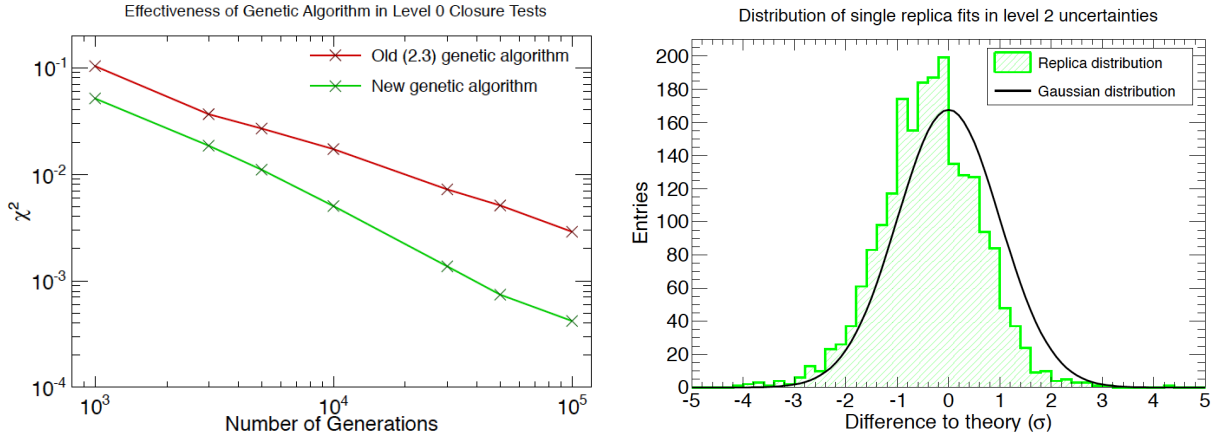 Effectiveness of Genetic Algorithm in Level 0 Closure Tests
Old (2.3) genetic algorithm
New genetic algorithm
10⁻¹
10⁻²
10⁻³
10⁻⁴
χ²
10³
10⁴
10⁵
Number of Generations
Distribution of single replica fits in level 2 uncertainties
Replica distribution
Gaussian distribution
200
180
160
140
120
100
80
60
40
20
0
Entries
-5 -4 -3 -2 -1 0 1 2 3 4 5
Difference to theory (σ)